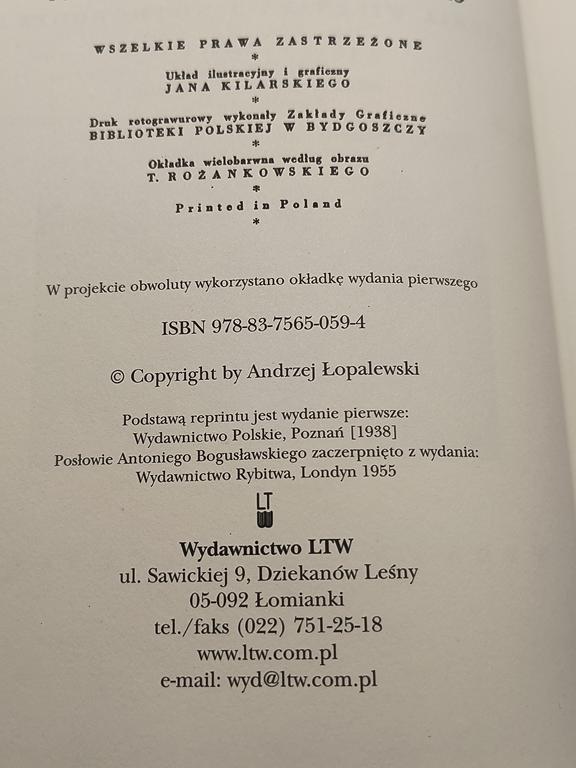 WSZELKIE PRAWA ZASTRZEŻONE
*
Układ ilustracyjny i graficzny
JANA KILARSKIEGO
*
Druk rotograwurowy wykonały Zakłady Graficzne
BIBLIOTEKI POLSKIEJ W BYDGOSZCZY
*
Okładka wielobarwna według obrazu
T. ROŻANKOWSKIEGO
*
Printed in Poland
*
W projekcie obwoluty wykorzystano okładkę wydania pierwszego
ISBN 978-83-7565-059-4
© Copyright by Andrzej Łopalewski
Podstawą reprintu jest wydanie pierwsze:
Wydawnictwo Polskie, Poznań [1938]
Posłowie Antoniego Bogusławskiego zaczerpnięto z wydania:
Wydawnictwo Rybitwa, Londyn 1955
LTW
Wydawnictwo LTW
ul. Sawickiej 9, Dziekanów Leśny
05-092 Łomianki
tel./faks (022) 751-25-18
www.ltw.com.pl
e-mail: wyd@ltw.com.pl